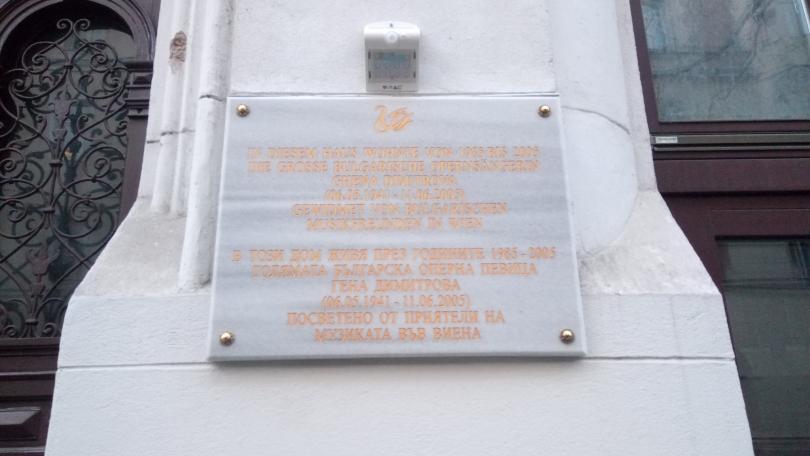 IN DIESEM HAUS WOHNTE VON 1985 BIS 2005
DIE GROSSE BULGARISCHE OPERNSÄNGERIN
GHENA DIMITROVA
(06.05.1941 - 11.06.2005)
GEWIDMET VON BULGARISCHEN
MUSIKFREUNDEN IN WIEN
В ТОЗИ ДОМ ЖИВЯ ПРЕЗ ГОДИНИТЕ 1985 - 2005
ГОЛЯМАТА БЪЛГАРСКА ОПЕРНА ПЕВИЦА
ГЕНА ДИМИТРОВА
(06.05.1941 - 11.06.2005)
ПОСВЕТЕНО ОТ ПРИЯТЕЛИ НА
МУЗИКАТА ВЪВ ВИЕНА